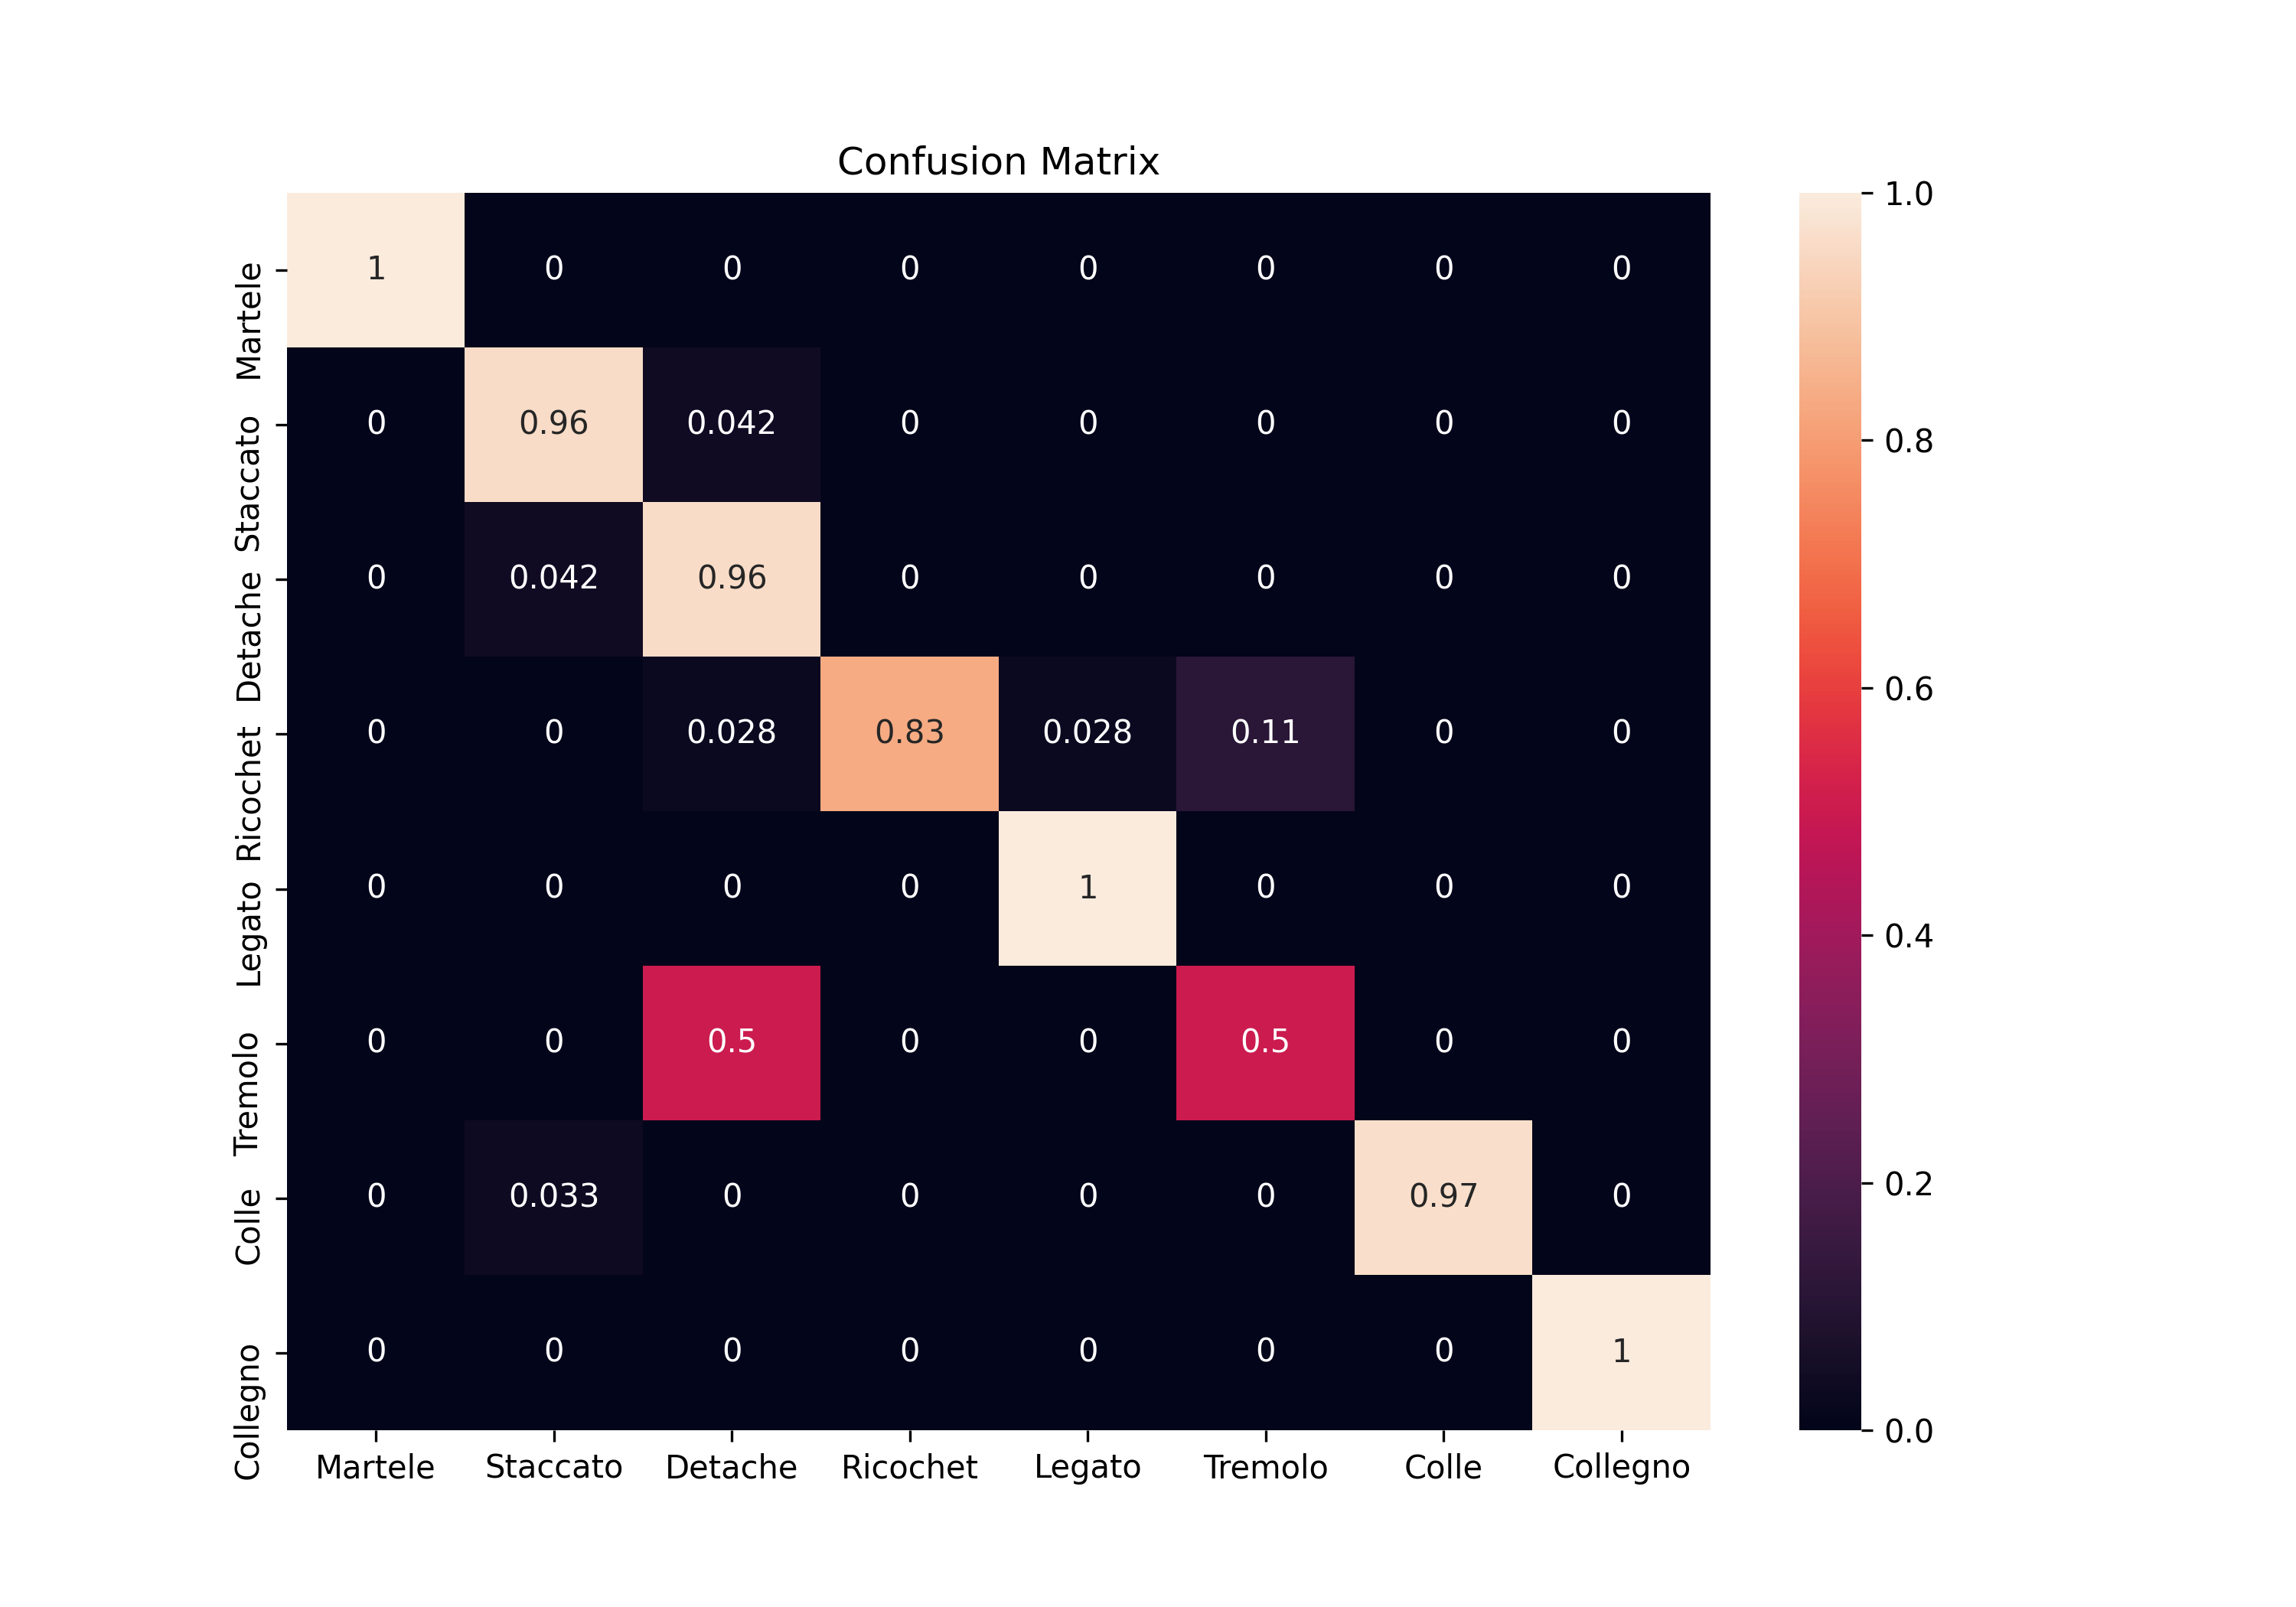 Confusion Matrix
Martele 1 0 0 0 0 0 0 0
Staccato 0 0.96 0.042 0 0 0 0 0
Detache 0 0.042 0.96 0 0 0 0 0
Ricochet 0 0 0.028 0.83 0.028 0.11 0 0
Legato 0 0 0 0 1 0 0 0
Tremolo 0 0 0.5 0 0 0.5 0 0
Colle 0 0.033 0 0 0 0 0.97 0
Collegno 0 0 0 0 0 0 0 1
Martele Staccato Detache Ricochet Legato Tremolo Colle Collegno
1.0
0.8
0.6
0.4
0.2
0.0